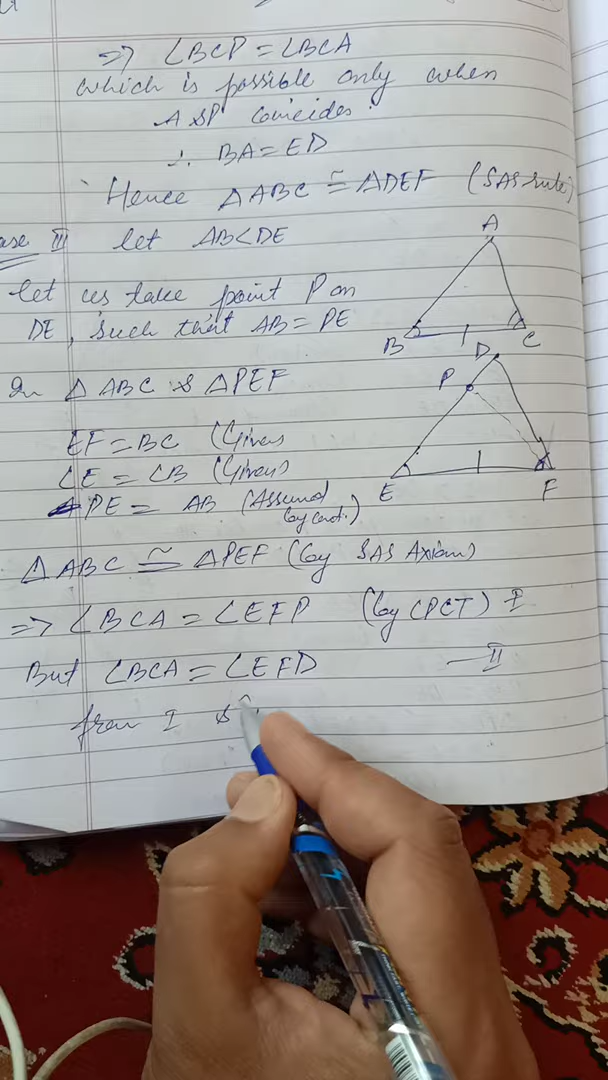 => ∠BCP = ∠BCA
which is possible only when
A & P coincides.
∴ BA = ED
Hence △ABC ≅ △DEF (SAS rule)
ase III let AB<DE
let us take point P on
DE, such that AB = PE
In △ABC & △PEF
EF = BC (Given
∠E = ∠B (Given)
PE = AB (Assumed
by cont.)
△ABC ≅ △PEF (by SAS Axiom)
=> ∠BCA = ∠EFP (by CPCT) I
But ∠BCA = ∠EFD — II
from I &
A
B
C
D
P
E
F